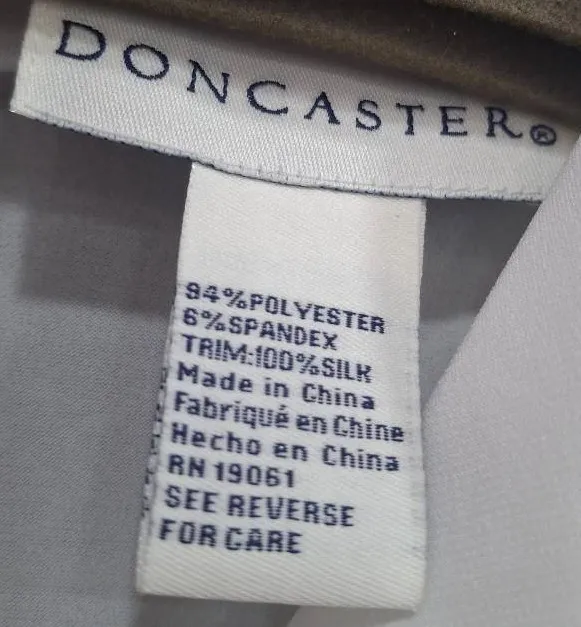 DONCASTER®
94%POLYESTER
6%SPANDEX
TRIM:100%SILK
Made in China
Fabriqué en Chine
Hecho en China
RN 19061
SEE REVERSE
FOR CARE